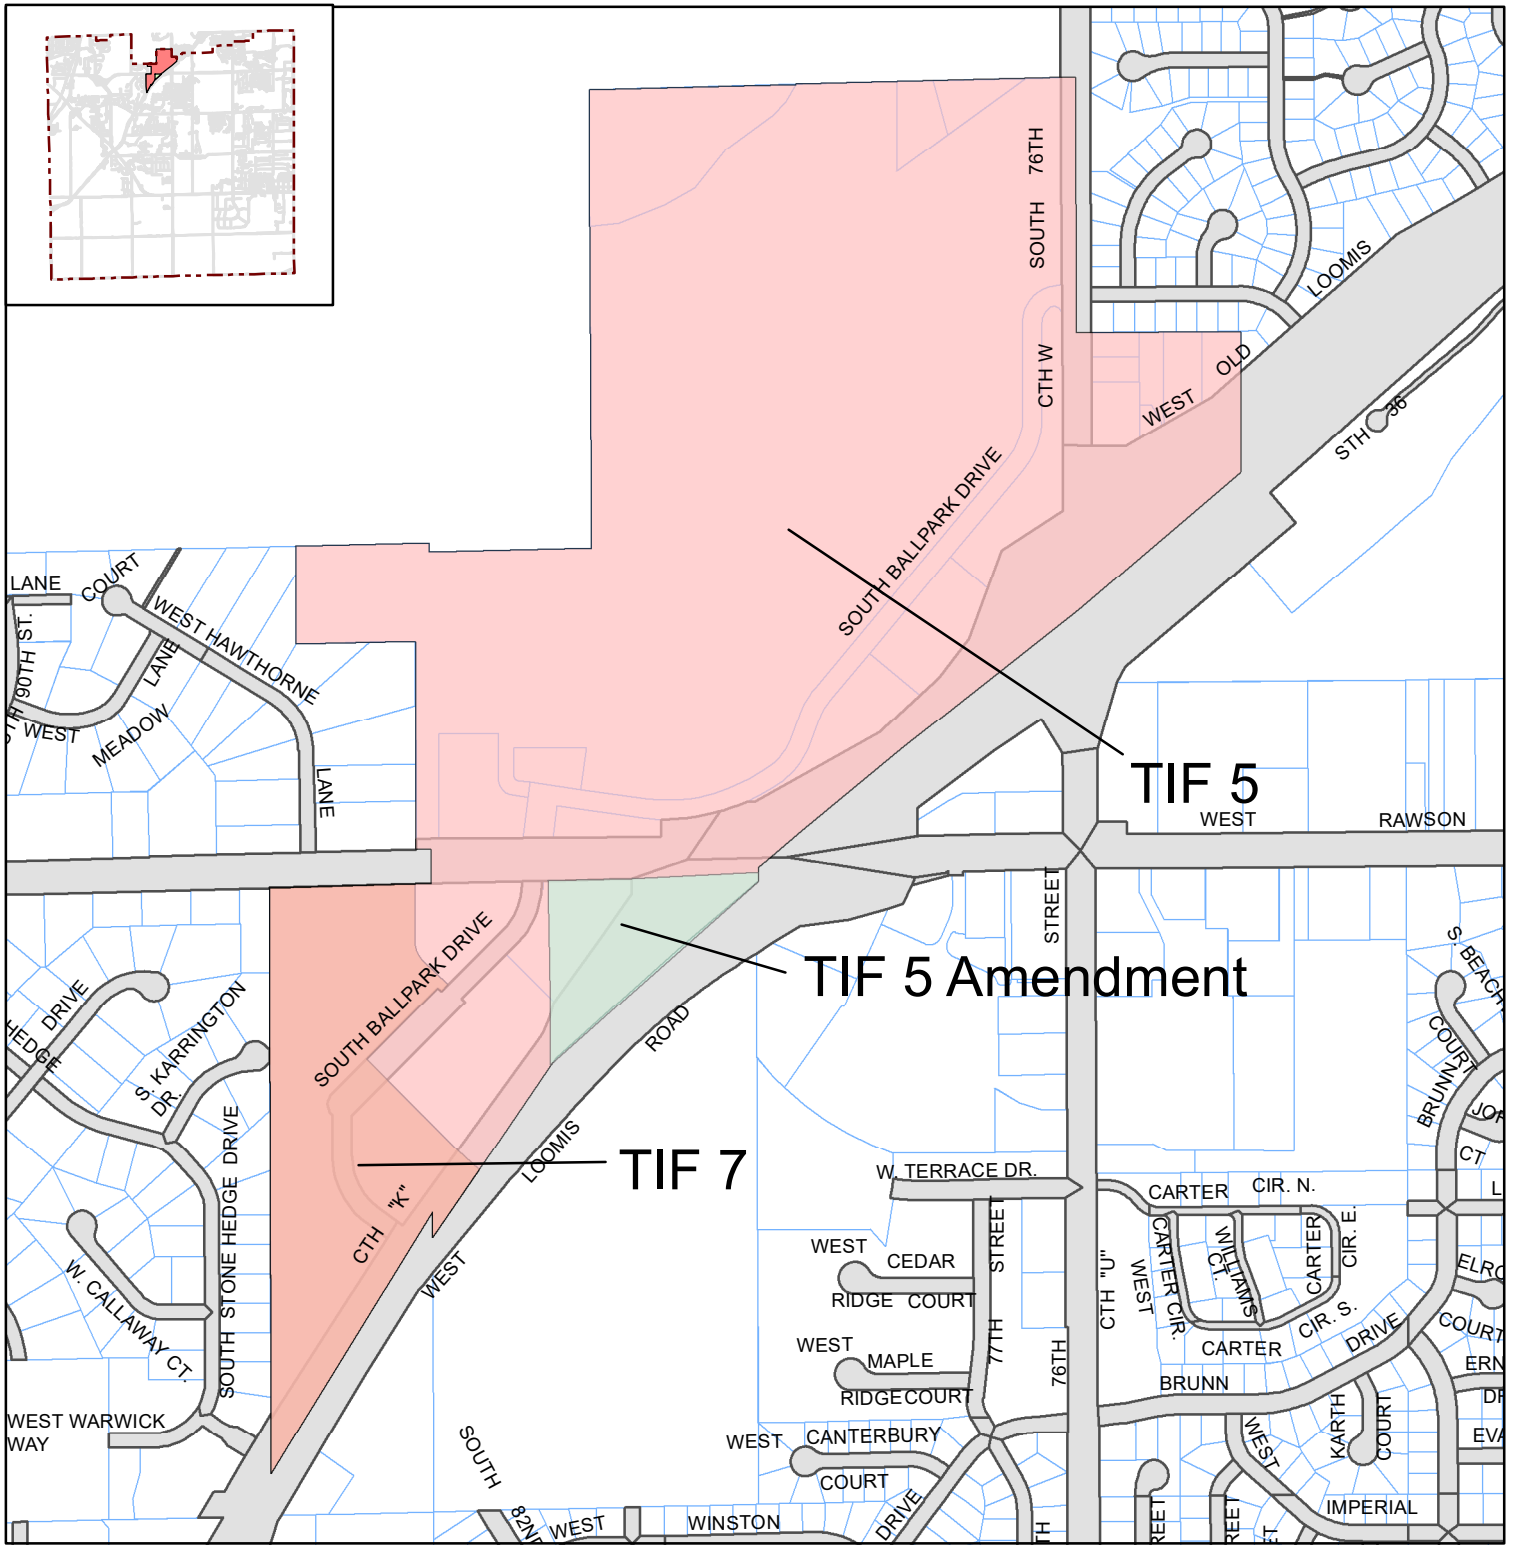 SOUTH 76TH
LOOMIS
OLD
WEST
CTH W
STH 36
SOUTH BALLPARK DRIVE
LANE
COURT
WEST HAWTHORNE
LANE
90TH ST.
LANE
WEST
MEADOW
TIF 5
WEST
RAWSON
STREET
TIF 5 Amendment
SOUTH BALLPARK DRIVE
S. BEACH
COURT
DRIVE
HEDGE
S. KARRINGTON
DR.
ROAD
LOOMIS
BRUNN
CT
TIF 7
W. TERRACE DR.
CARTER
CIR. N.
CTH "K"
WEST
SOUTH STONE HEDGE DRIVE
W. CALLAWAY CT.
STREET
77TH
WEST
CEDAR
RIDGE COURT
WEST
MAPLE
RIDGE COURT
CTH "U"
76TH
WEST
CARTER CIR.
WILLIAMS
CT.
CARTER
CIR. E.
CIR. S.
CARTER
DRIVE
BRUNN
COURT
WEST WARWICK
WAY
SOUTH
WEST
CANTERBURY
COURT
DRIVE
WEST
WINSTON
WEST
KARTH
COURT
IMPERIAL